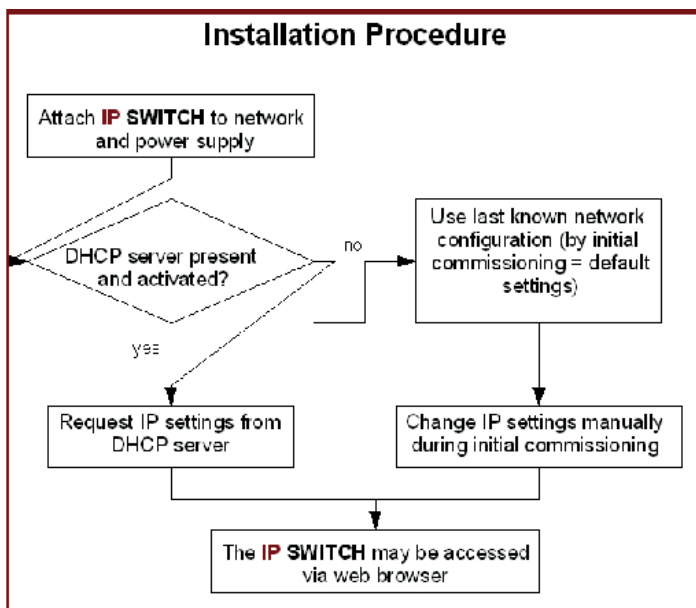 Installation Procedure
Attach IP SWITCH to network
and power supply
DHCP server present
and activated?
no
Use last known network
configuration (by initial
commissioning = default
settings)
yes
Request IP settings from
DHCP server
Change IP settings manually
during initial commissioning
The IP SWITCH may be accessed
via web browser